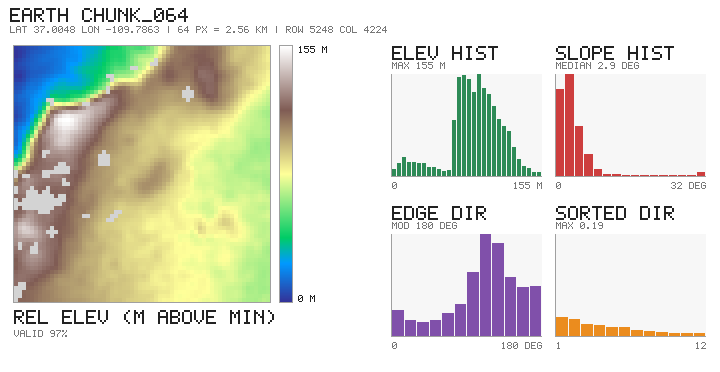 EARTH CHUNK_064
LAT 37.0048 LON -109.7863 | 64 PX = 2.56 KM | ROW 5248 COL 4224
155 M
0 M
REL ELEV (M ABOVE MIN)
VALID 97%
ELEV HIST
MAX 155 M
0 155 M
SLOPE HIST
MEDIAN 2.9 DEG
0 32 DEG
EDGE DIR
MOD 180 DEG
0 180 DEG
SORTED DIR
MAX 0.19
1 12